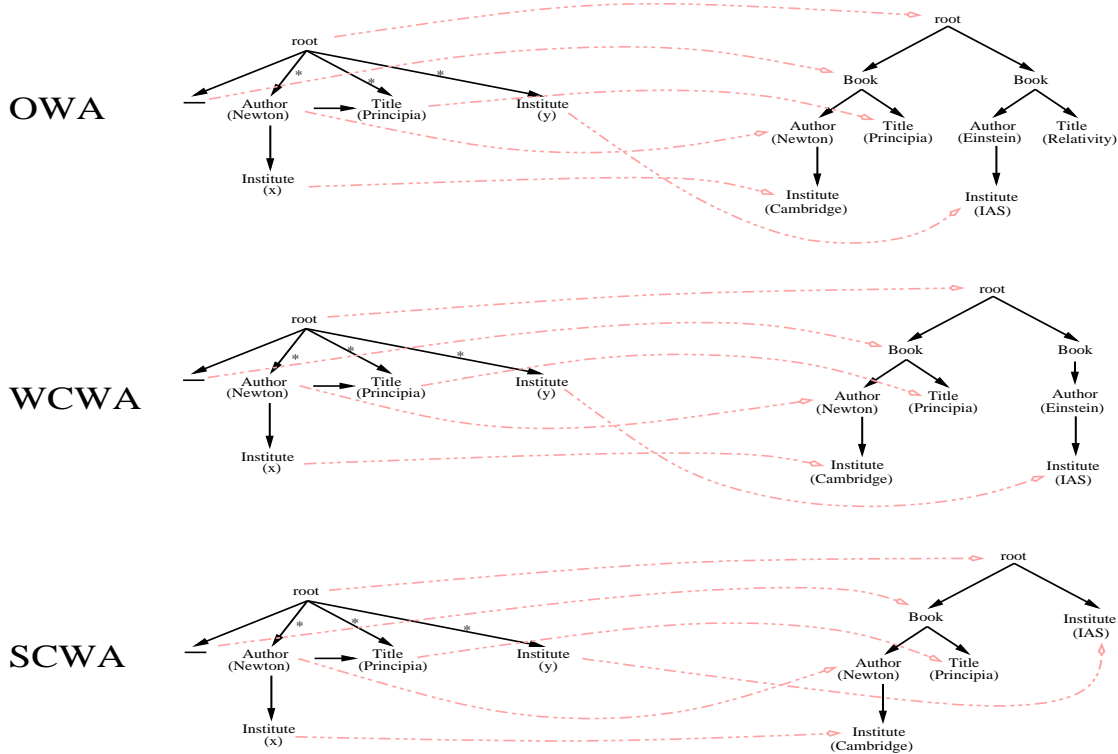 root
root
*
*
*
Book
Book
OWA
Author
(Newton)
Title
(Principia)
Institute
(y)
Author
(Newton)
Title
(Principia)
Author
(Einstein)
Title
(Relativity)
Institute
(x)
Institute
(Cambridge)
Institute
(IAS)
root
root
*
*
*
Book
Book
WCWA
Author
(Newton)
Title
(Principia)
Institute
(y)
Author
(Newton)
Title
(Principia)
Author
(Einstein)
Institute
(x)
Institute
(Cambridge)
Institute
(IAS)
root
root
*
*
*
Book
Institute
(IAS)
SCWA
Author
(Newton)
Title
(Principia)
Institute
(y)
Author
(Newton)
Title
(Principia)
Institute
(x)
Institute
(Cambridge)